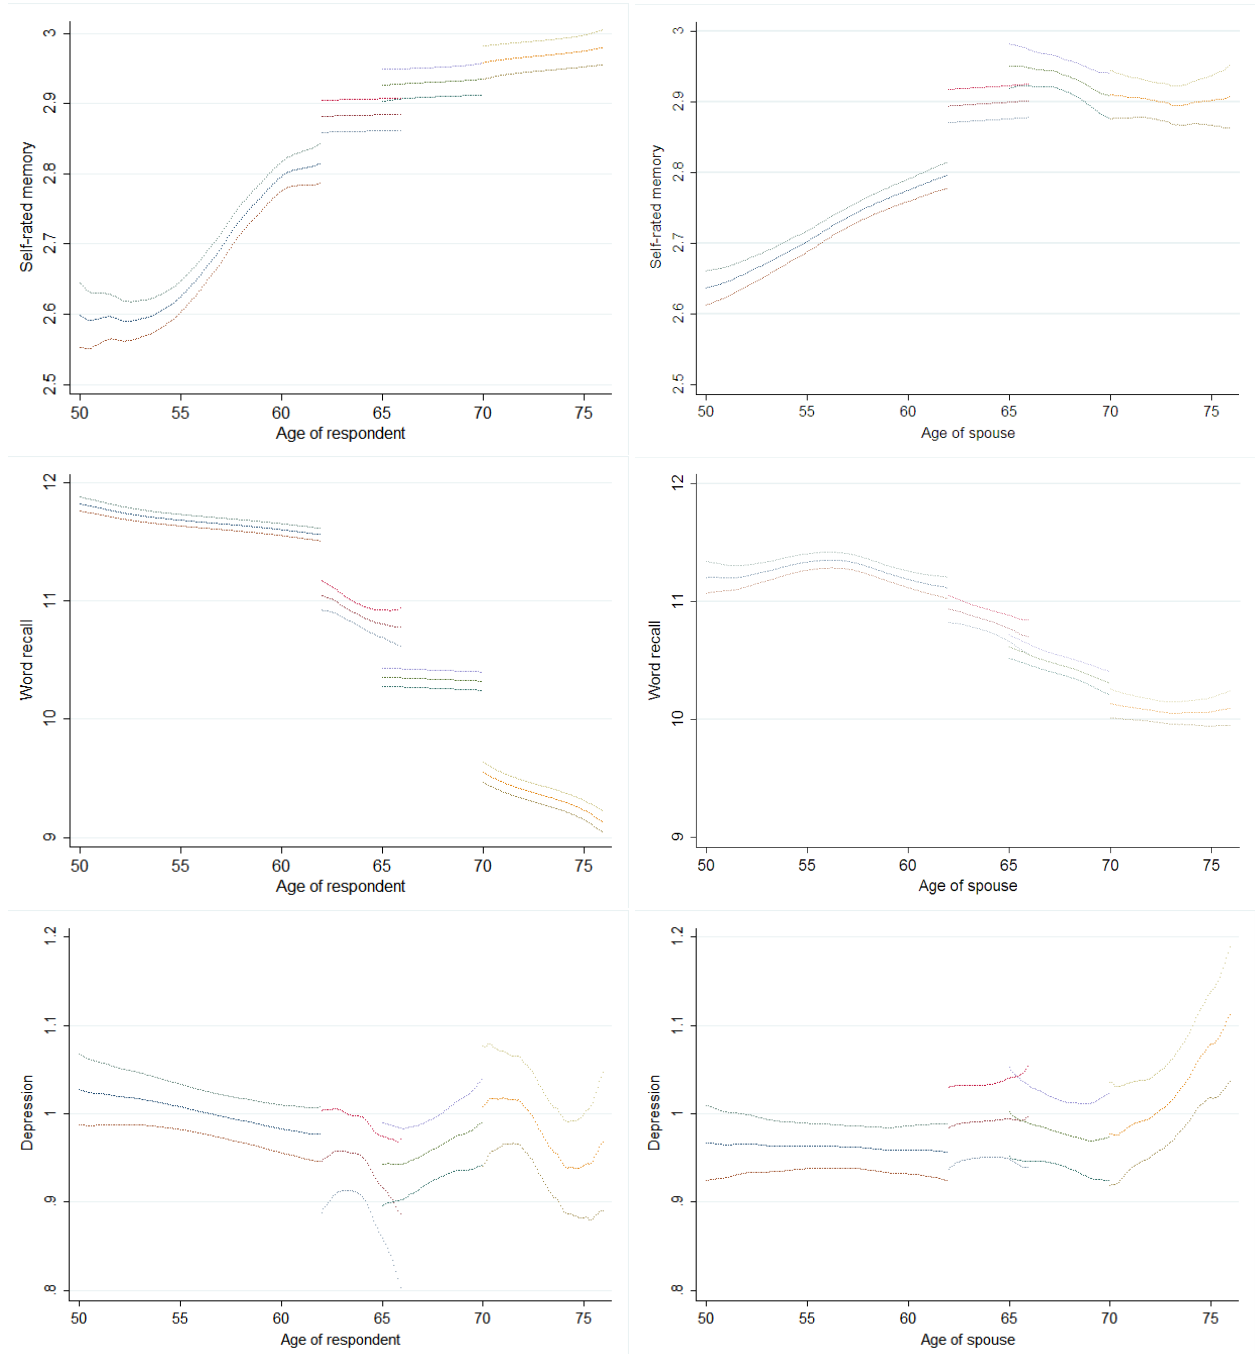 3
2.9
2.8
2.7
2.6
2.5
Self-rated memory
50 55 60 65 70 75
Age of respondent
3
2.9
2.8
2.7
2.6
2.5
Self-rated memory
50 55 60 65 70 75
Age of spouse
12
11
10
9
Word recall
50 55 60 65 70 75
Age of respondent
12
11
10
9
Word recall
50 55 60 65 70 75
Age of spouse
1.2
1.1
1
.9
.8
Depression
50 55 60 65 70 75
Age of respondent
1.2
1.1
1
.9
.8
Depression
50 55 60 65 70 75
Age of spouse